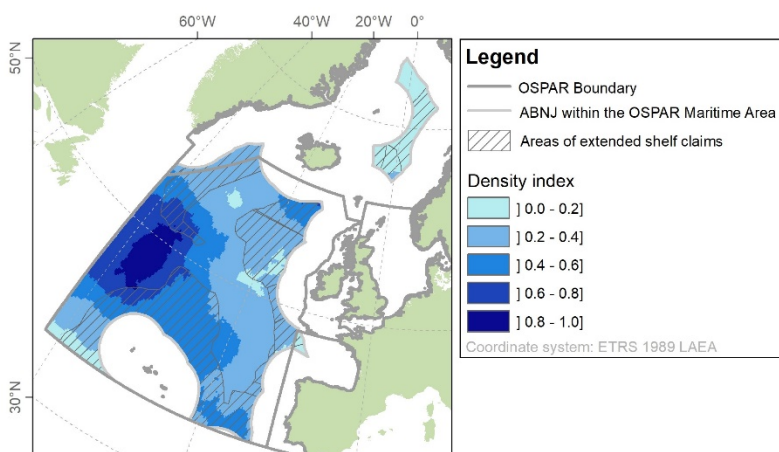 60°W
40°W
20°W
0°
50°N
30°N
Legend
OSPAR Boundary
ABNJ within the OSPAR Maritime Area
Areas of extended shelf claims
Density index
] 0.0 - 0.2]
] 0.2 - 0.4]
] 0.4 - 0.6]
] 0.6 - 0.8]
] 0.8 - 1.0]
Coordinate system: ETRS 1989 LAEA